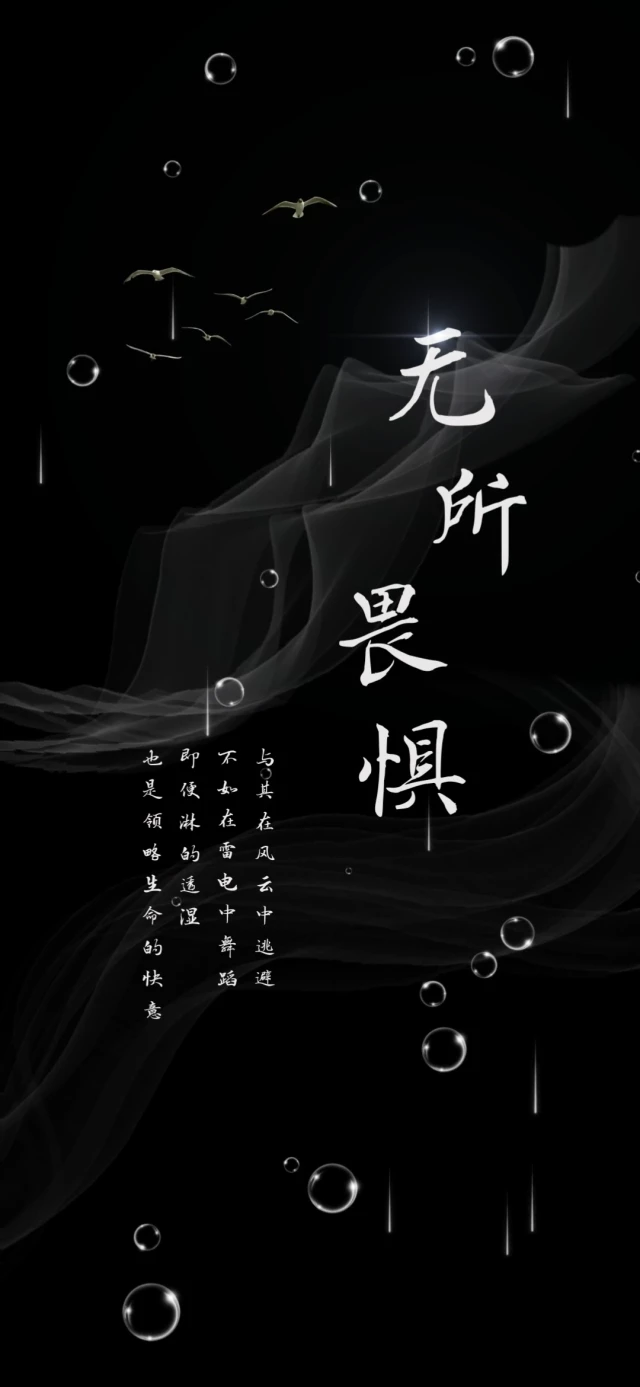 无所畏惧
与其在风云中逃避
不如在雷电中舞蹈
即便淋的透湿
也是领略生命的快意